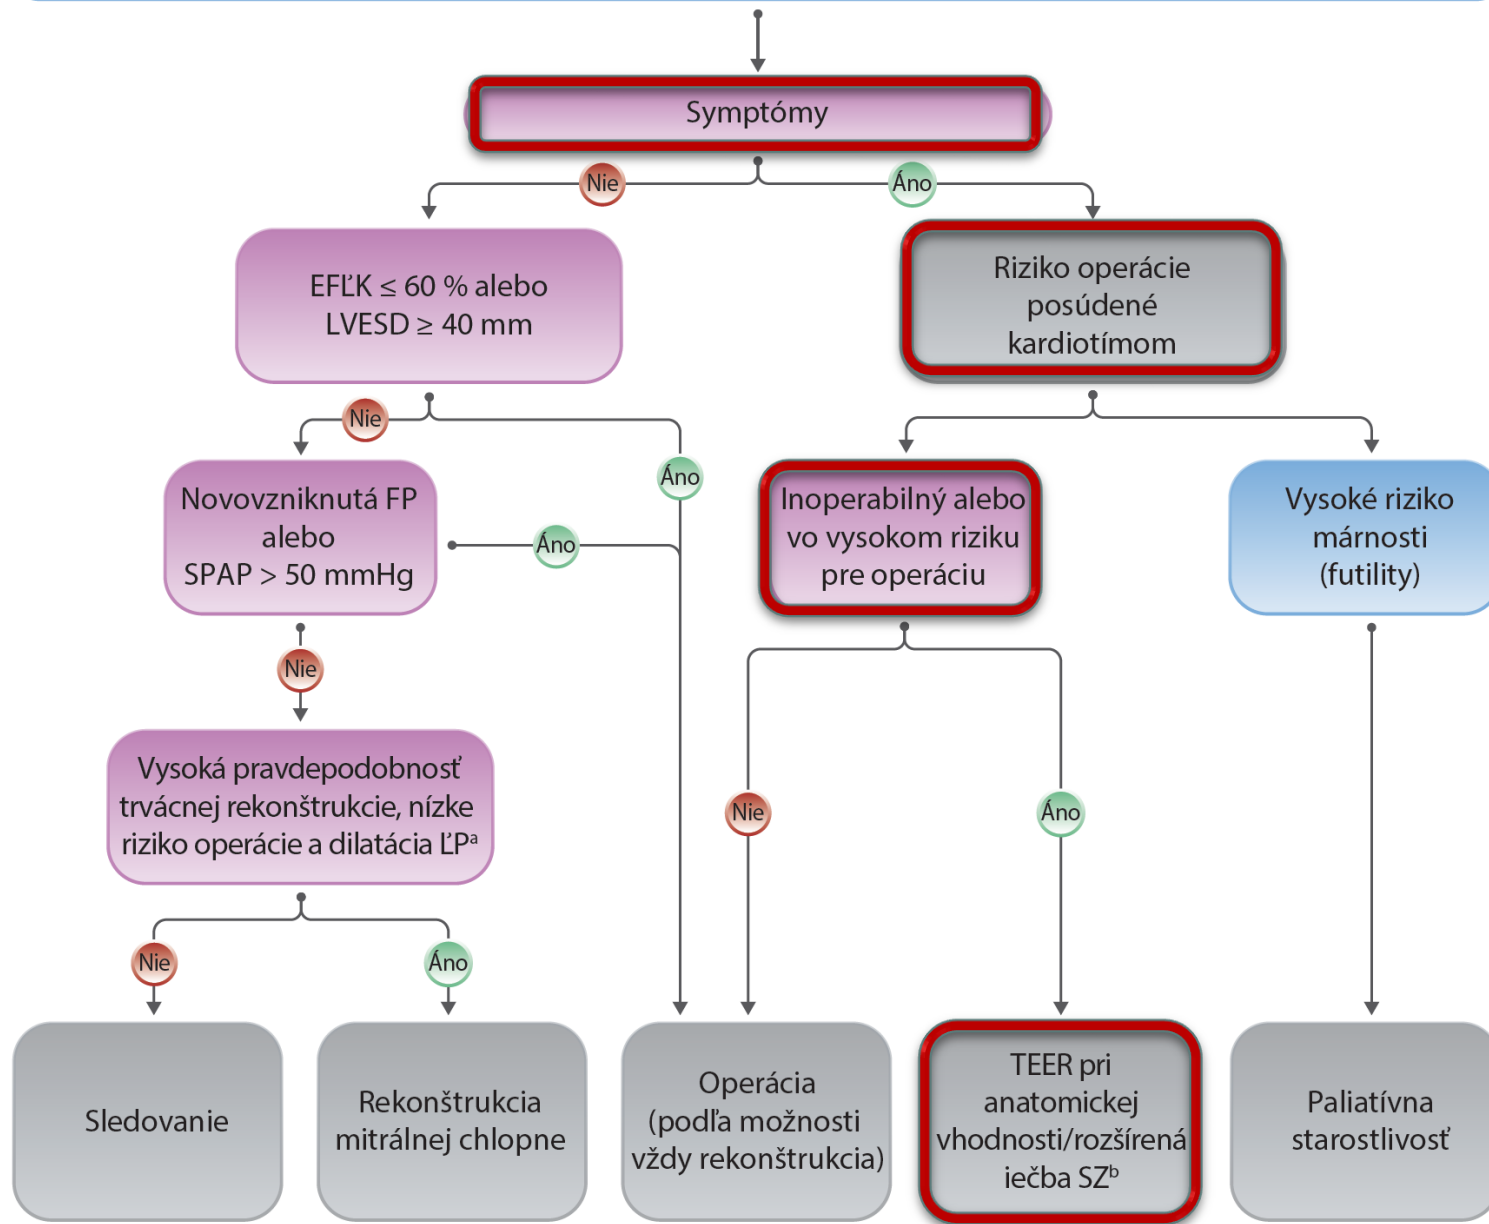 Symptómy
Nie
Áno
EFĽK ≤ 60 % alebo
LVESD ≥ 40 mm
Riziko operácie
posúdené
kardiotímom
Nie
Áno
Novovzniknutá FP
alebo
SPAP > 50 mmHg
Áno
Inoperabilný alebo
vo vysokom riziku
pre operáciu
Vysoké riziko
márnosti
(futility)
Nie
Vysoká pravdepodobnosť
trvácnej rekonštrukcie, nízke
riziko operácie a dilatácia ĽPᵃ
Nie
Áno
Nie
Áno
Sledovanie
Rekonštrukcia
mitrálnej chlopne
Operácia
(podľa možnosti
vždy rekonštrukcia)
TEER pri
anatomickej
vhodnosti/rozšírená
iečba SZᵇ
Paliatívna
starostlivosť